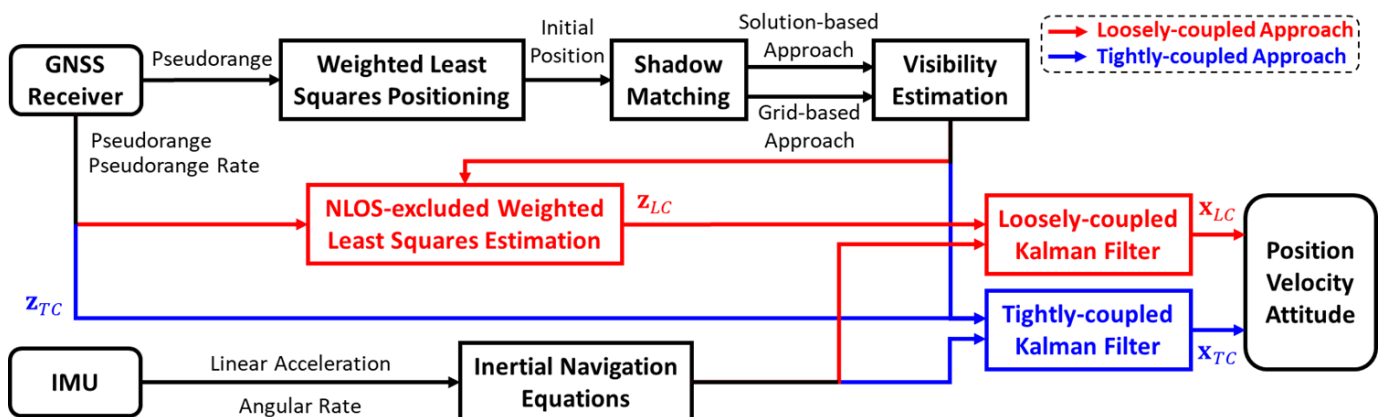 GNSS
Receiver
Pseudorange
Weighted Least
Squares Positioning
Initial
Position
Shadow
Matching
Solution-based
Approach
Grid-based
Approach
Visibility
Estimation
Loosely-coupled Approach
Tightly-coupled Approach
Pseudorange
Pseudorange Rate
NLOS-excluded Weighted
Least Squares Estimation
z_LC
Loosely-coupled
Kalman Filter
x_LC
Position
Velocity
Attitude
z_TC
Tightly-coupled
Kalman Filter
x_TC
IMU
Linear Acceleration
Angular Rate
Inertial Navigation
Equations